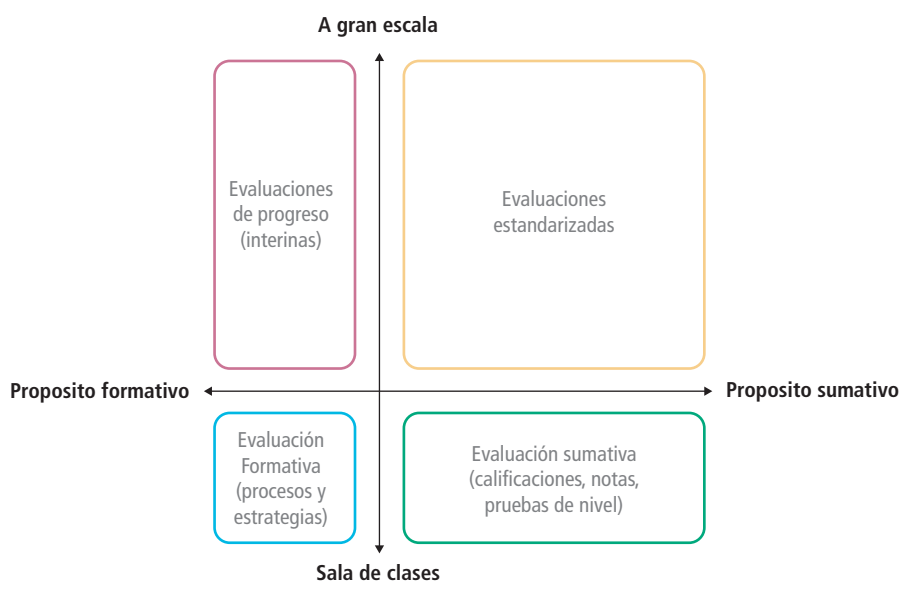 A gran escala
Evaluaciones
de progreso
(interinas)
Evaluaciones
estandarizadas
Proposito formativo
Proposito sumativo
Evaluación
Formativa
(procesos y
estrategias)
Evaluación sumativa
(calificaciones, notas,
pruebas de nivel)
Sala de clases